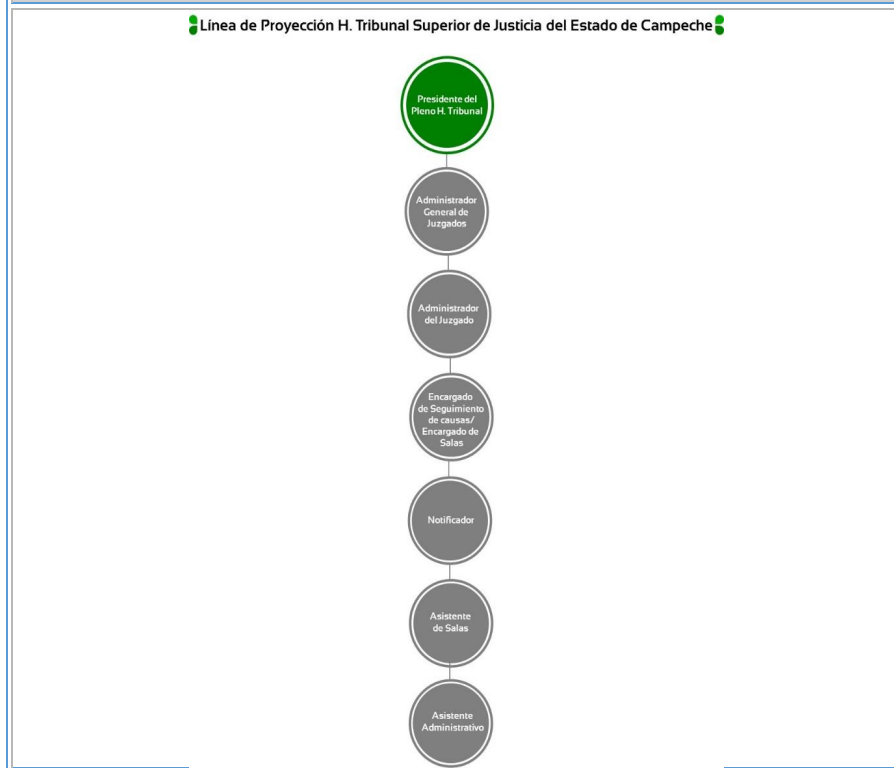 Línea de Proyección H. Tribunal Superior de Justicia del Estado de Campeche
Presidente del
Pleno H. Tribunal
Administrador
General de
Juzgados
Administrador
del Juzgado
Encargado
de Seguimiento
de causas/
Encargado de
Salas
Notificador
Asistente
de Salas
Asistente
Administrativo